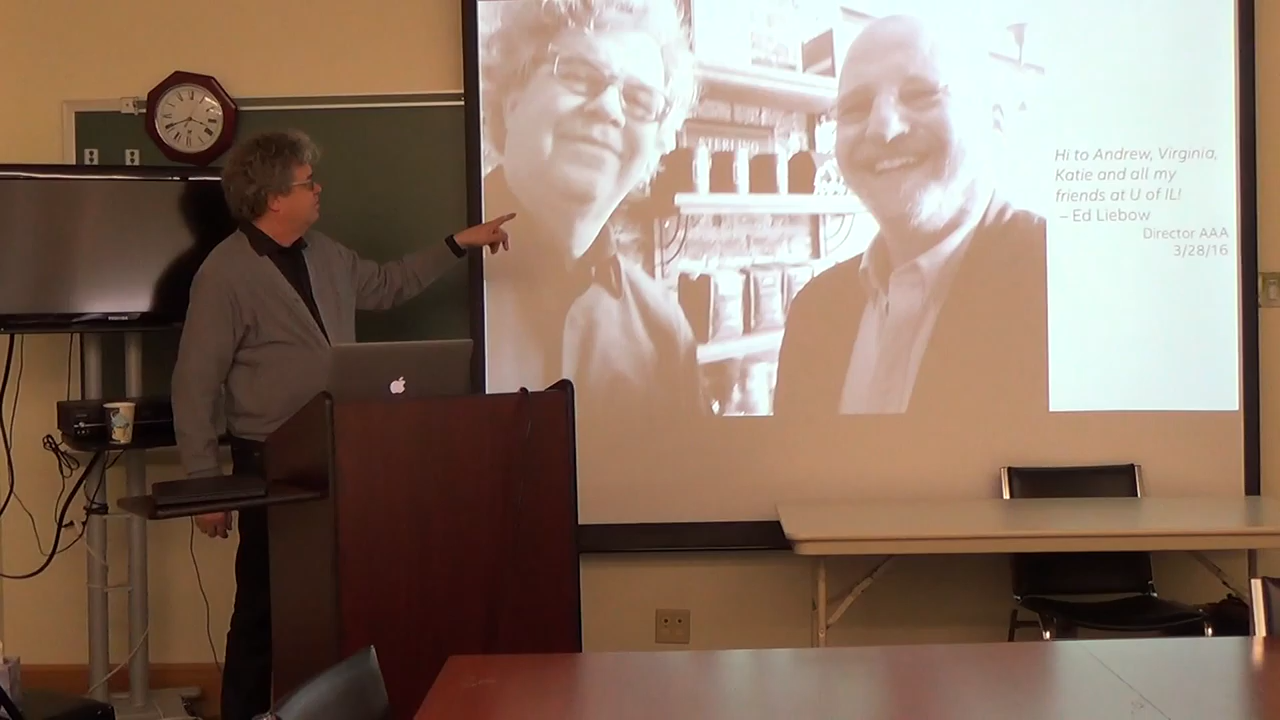 STERLING
Hi to Andrew, Virginia,
Katie and all my
friends at U of IL!
– Ed Liebow
Director AAA
3/28/16